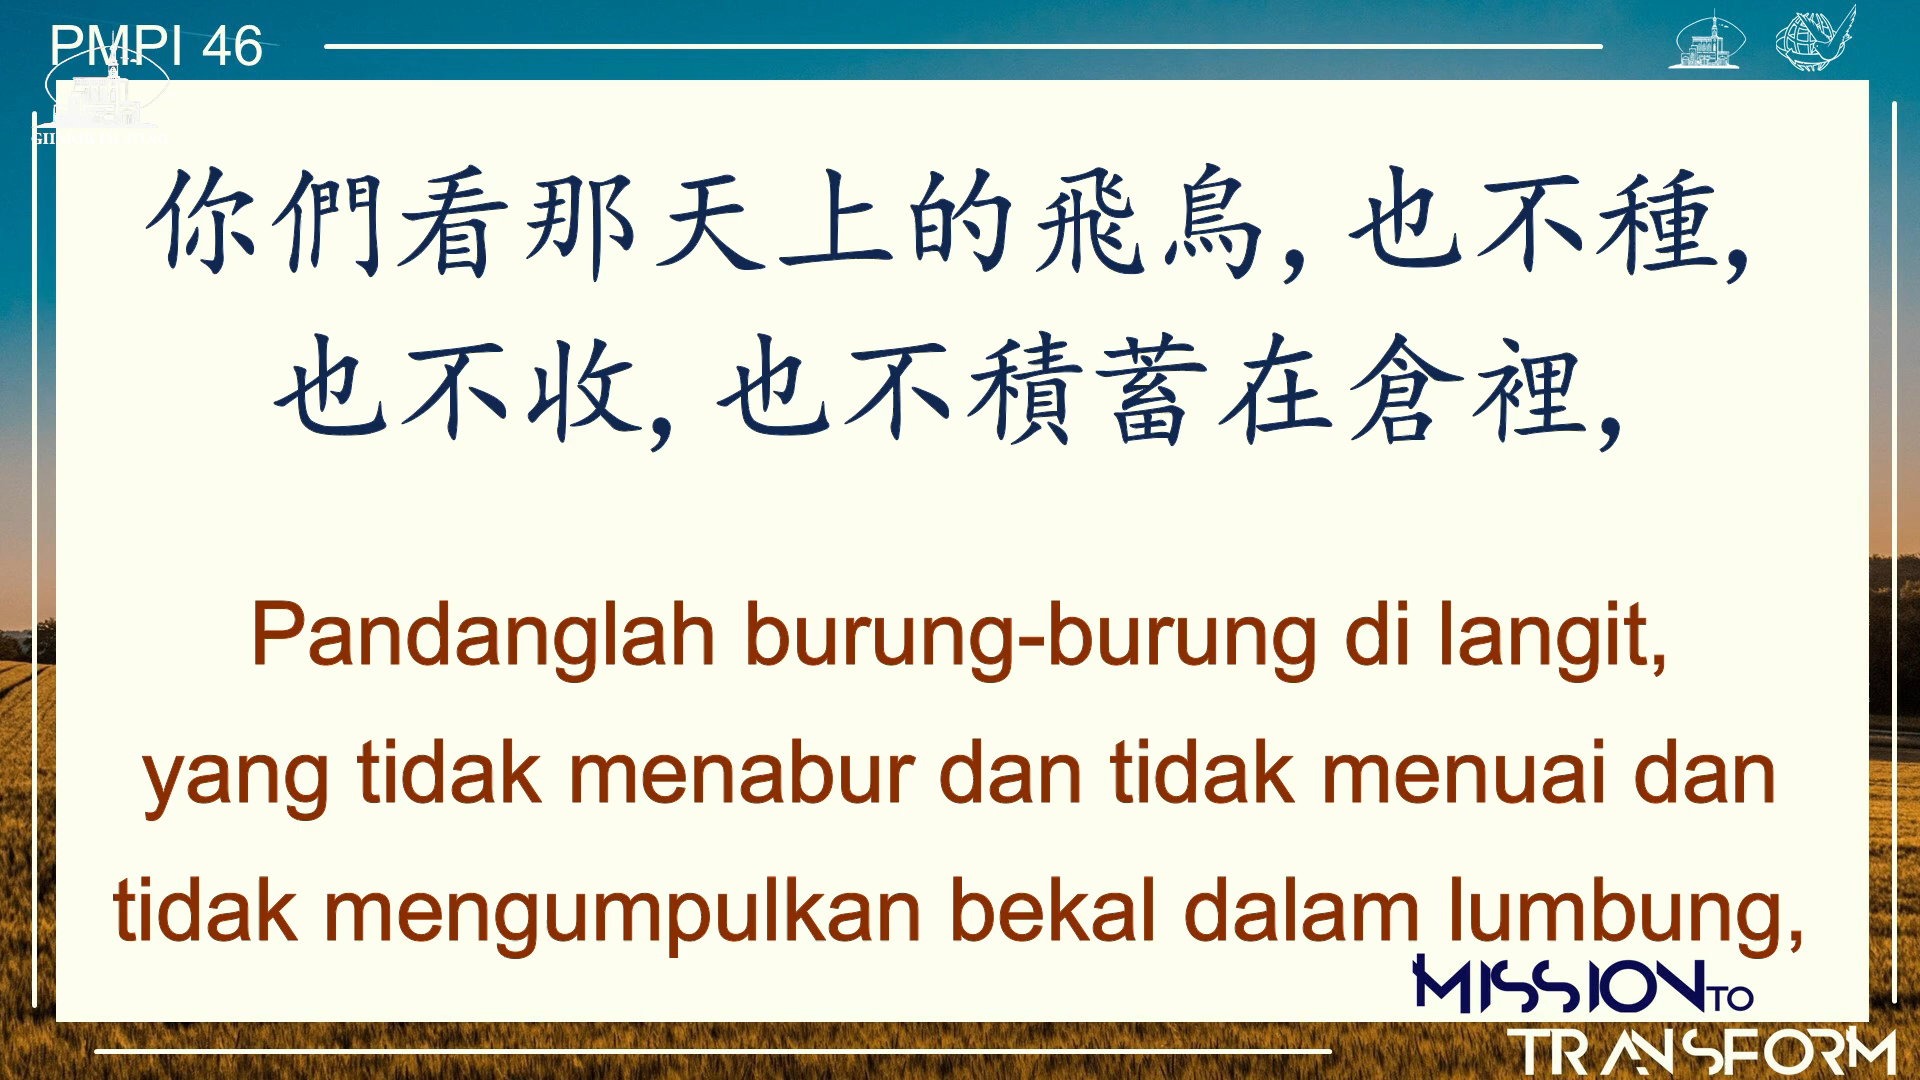 PMPI 46
你們看那天上的飛鳥, 也不種,
也不收, 也不積蓄在倉裡,
Pandanglah burung-burung di langit,
yang tidak menabur dan tidak menuai dan
tidak mengumpulkan bekal dalam lumbung,
MISSION TO
TRANSFORM